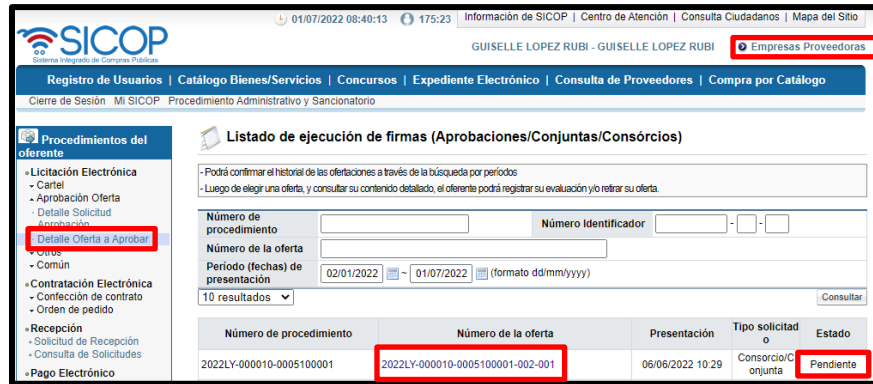 01/07/2022 08:40:13 175:23 Información de SICOP | Centro de Atención | Consulta Ciudadanos | Mapa del Sitio
SICOP
Sistema Integrado de Compras Públicas
GUISELLE LOPEZ RUBI - GUISELLE LOPEZ RUBI Empresas Proveedoras
Registro de Usuarios | Catálogo Bienes/Servicios | Concursos | Expediente Electrónico | Consulta de Proveedores | Compra por Catálogo
Cierre de Sesión Mi SICOP Procedimiento Administrativo y Sancionatorio
Procedimientos del
oferente
Licitación Electrónica
Cartel
Aprobación Oferta
Detalle Solicitud
Aprobación
Detalle Oferta a Aprobar
Otros
Común
Contratación Electrónica
Confección de contrato
Orden de pedido
Recepción
Solicitud de Recepción
Consulta de Solicitudes
Pago Electrónico
Listado de ejecución de firmas (Aprobaciones/Conjuntas/Consórcios)
- Podrá confirmar el historial de las ofertaciones a través de la búsqueda por períodos
- Luego de elegir una oferta, y consultar su contenido detallado, el oferente podrá registrar su evaluación y/o retirar su oferta.
Número de
procedimiento
Número Identificador - -
Número de la oferta
Período (fechas) de
presentación
02/01/2022 ~ 01/07/2022 (formato dd/mm/yyyy)
10 resultados
Consultar
Número de procedimiento Número de la oferta Presentación Tipo solicitad
o Estado
2022LY-000010-0005100001 2022LY-000010-0005100001-002-001 06/06/2022 10:29 Consorcio/C
onjunta Pendiente